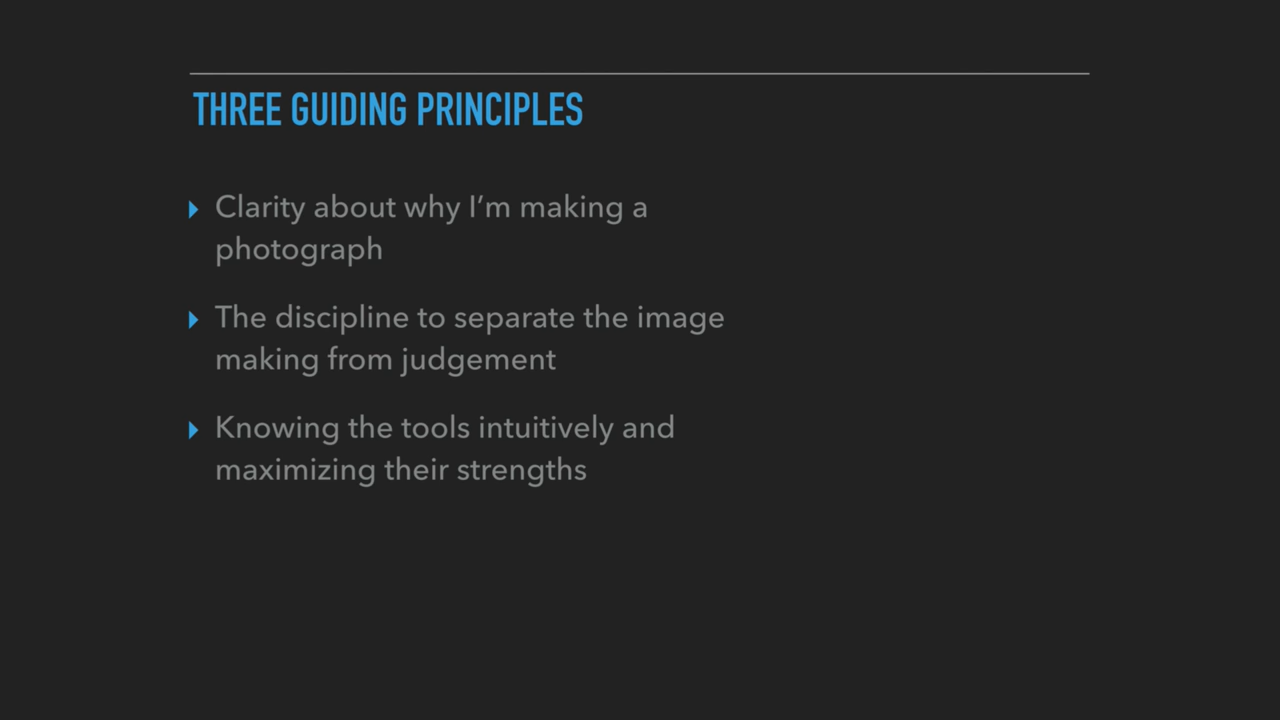 THREE GUIDING PRINCIPLES
Clarity about why I’m making a
photograph
The discipline to separate the image
making from judgement
Knowing the tools intuitively and
maximizing their strengths